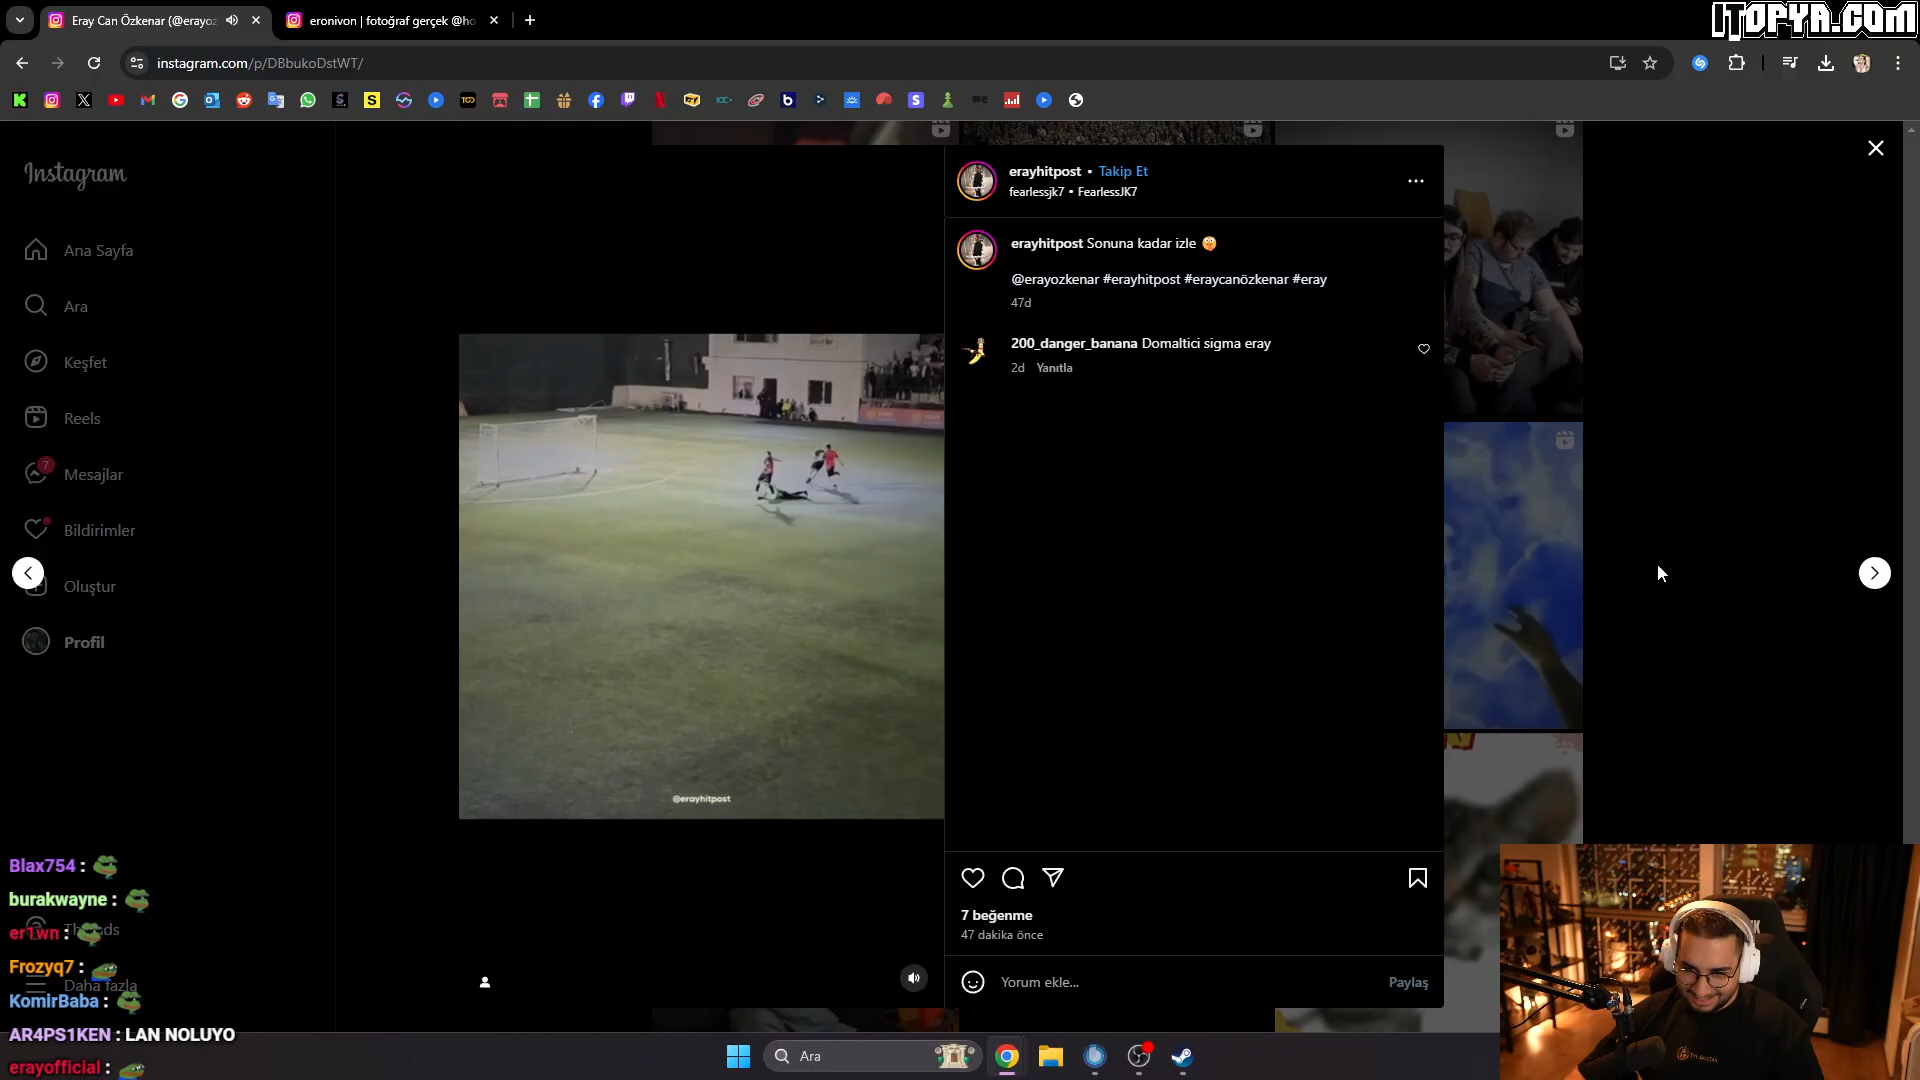 Eray Can Özkenar (@erayoz
eronivon | fotoğraf gerçek @ho
ITOPYA.COM
instagram.com/p/DBbukoDstWT/
Instagram
Ana Sayfa
Ara
Keşfet
Reels
7
Mesajlar
Bildirimler
Oluştur
Profil
Daha fazla
erayhitpost • Takip Et
fearlessjk7 • FearlessJK7
erayhitpost Sonuna kadar izle
@erayozkenar #erayhitpost #eraycanözkenar #eray
47d
200_danger_banana Domaltici sigma eray
2d Yanıtla
@erayhitpost
7 beğenme
47 dakika önce
Yorum ekle...
Paylaş
Blax754 :
burakwayne :
er1wn :
Frozyq7 :
KomirBaba :
AR4PS1KEN : LAN NOLUYO
erayofficial :
Ara